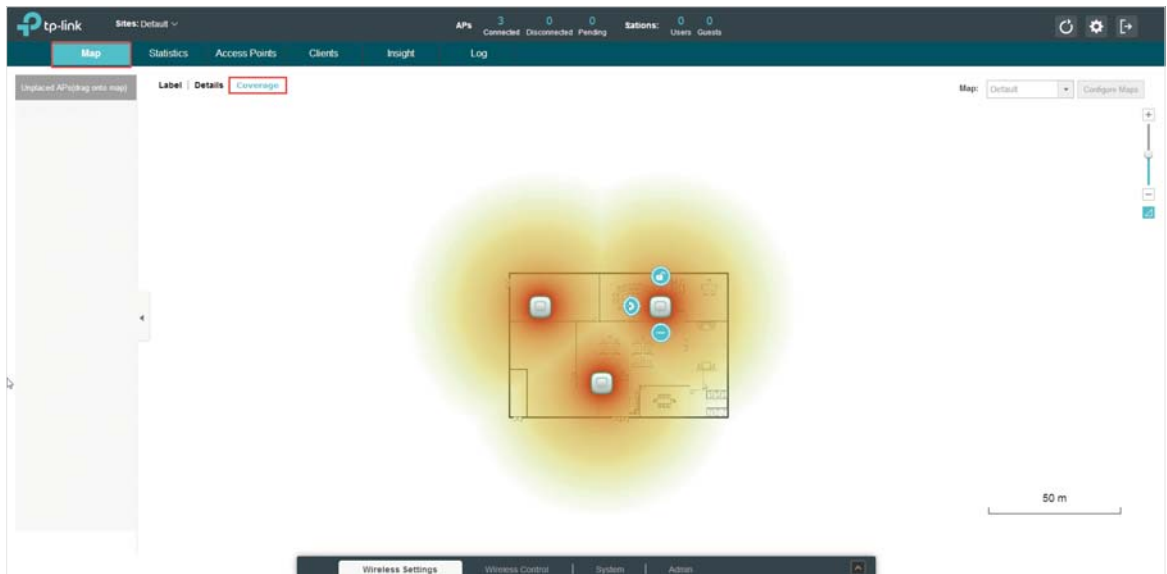 tp-link Sites: Default APs 3 0 0 Sations: 0 0
Connected Disconnected Pending Users Guests
Map Statistics Access Points Clients Insight Log
Unplaced APs(drag onto map) Label | Details Coverage Map: Default Configure Maps
50 m
Wireless Settings Wireless Control | System | Admin